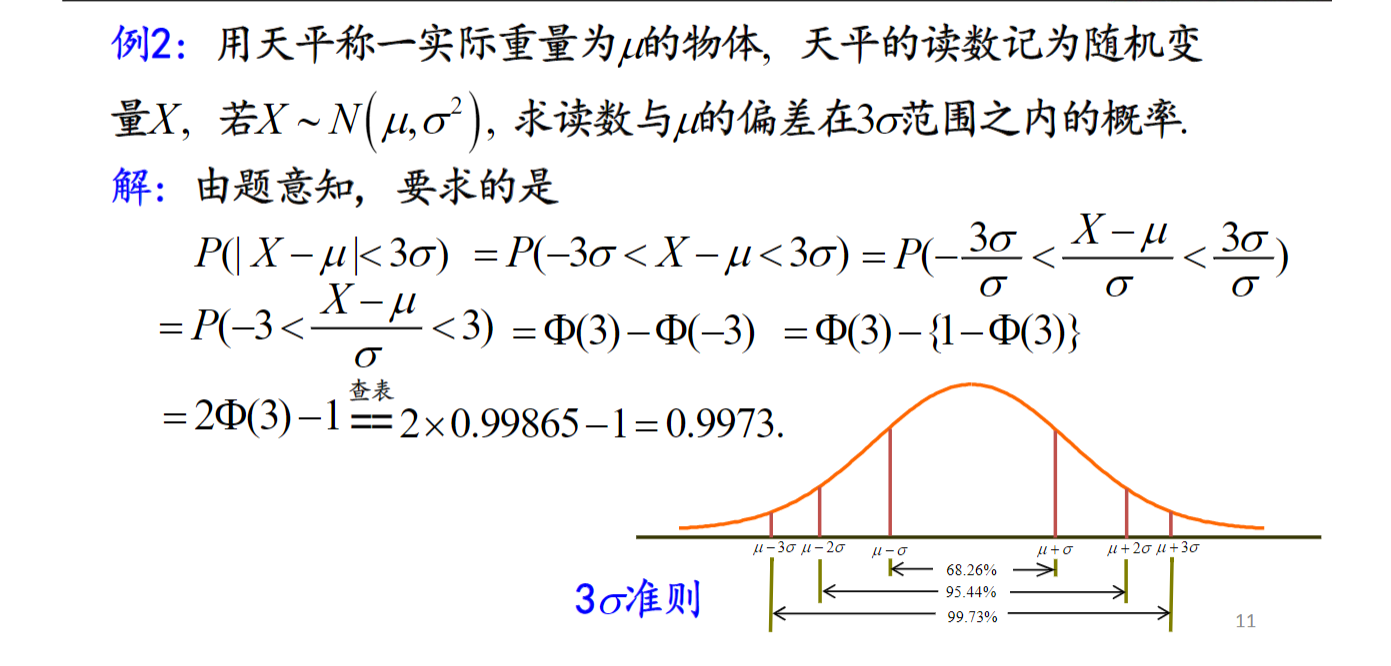 例2：用天平称一实际重量为μ的物体，天平的读数记为随机变
量X，若X ~ N(μ,σ²)，求读数与μ的偏差在3σ范围之内的概率.
解：由题意知，要求的是
P(| X − μ |< 3σ) = P(−3σ < X − μ < 3σ) = P(−3σ/σ < (X − μ)/σ < 3σ/σ)
= P(−3 < (X − μ)/σ < 3) = Φ(3) − Φ(−3) = Φ(3) − {1 − Φ(3)}
= 2Φ(3) − 1 查表 == 2 × 0.99865 − 1 = 0.9973.
μ−3σ μ−2σ μ−σ μ+σ μ+2σ μ+3σ
68.26%
95.44%
99.73%
3σ准则
11